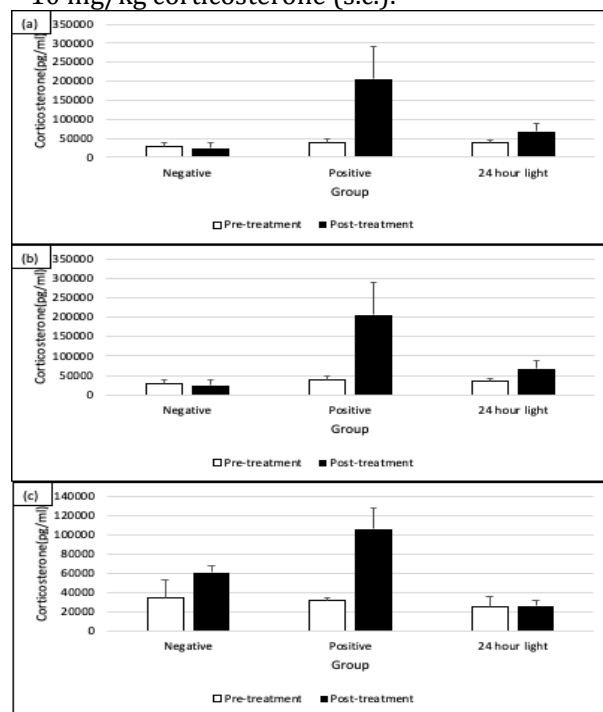 10 mg/kg corticosterone (s.c.).
(a)
Corticosterone(pg/ml)
350000
300000
250000
200000
150000
100000
50000
0
Negative Positive 24 hour light
Group
Pre-treatment Post-treatment
(b)
Corticosterone(pg/ml)
350000
300000
250000
200000
150000
100000
50000
0
Negative Positive 24 hour light
Group
Pre-treatment Post-treatment
(c)
Corticosterone(pg/ml)
140000
120000
100000
80000
60000
40000
20000
0
Negative Positive 24 hour light
Group
Pre-treatment Post-treatment